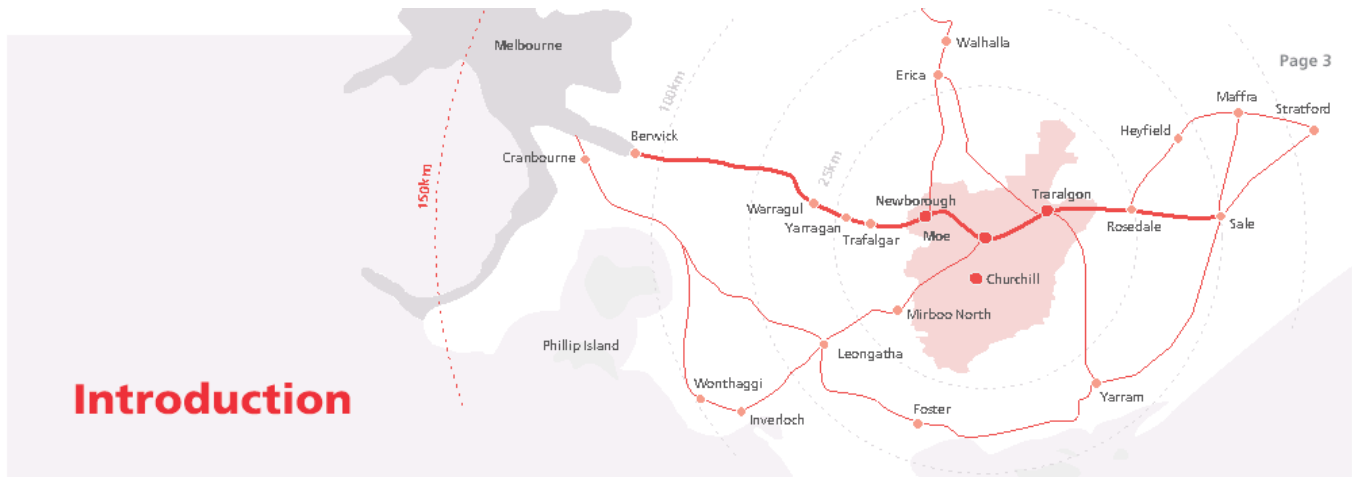 Melbourne
Walhalla
Page 3
Erica
100km
Maffra
Stratford
Heyfield
Berwick
Cranbourne
25km
150km
Traralgon
Newborough
Warragul
Yarragan
Trafalgar
Moe
Rosedale
Sale
Churchill
Mirboo North
Phillip Island
Leongatha
Introduction
Wonthaggi
Yarram
Foster
Inverloch